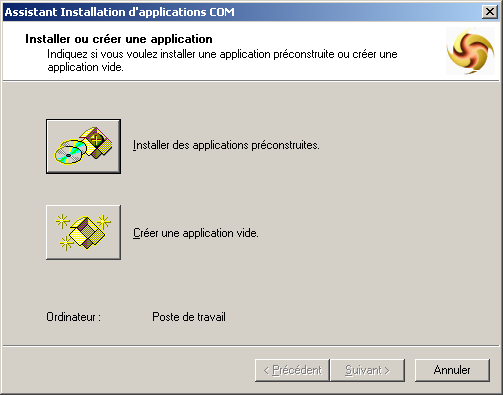 Assistant Installation d'applications COM
Installer ou créer une application
Indiquez si vous voulez installer une application préconstruite ou créer une
application vide.
Installer des applications préconstruites.
Créer une application vide.
Ordinateur : Poste de travail
< Précédent Suivant > Annuler